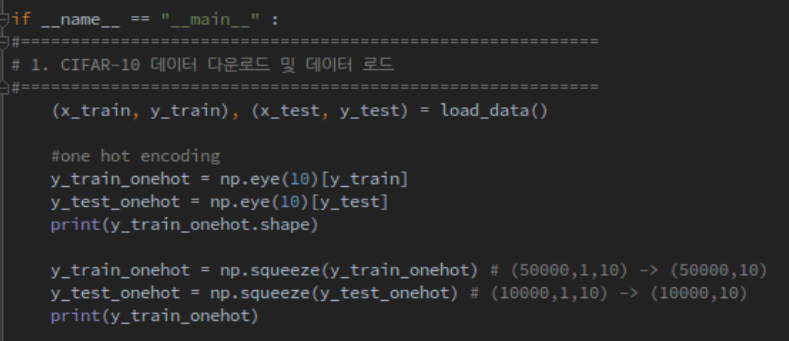 if __name__ == "__main__" :
#==========================================================
# 1. CIFAR-10 데이터 다운로드 및 데이터 로드
#==========================================================
(x_train, y_train), (x_test, y_test) = load_data()
#one hot encoding
y_train_onehot = np.eye(10)[y_train]
y_test_onehot = np.eye(10)[y_test]
print(y_train_onehot.shape)
y_train_onehot = np.squeeze(y_train_onehot) # (50000,1,10) -> (50000,10)
y_test_onehot = np.squeeze(y_test_onehot) # (10000,1,10) -> (10000,10)
print(y_train_onehot)